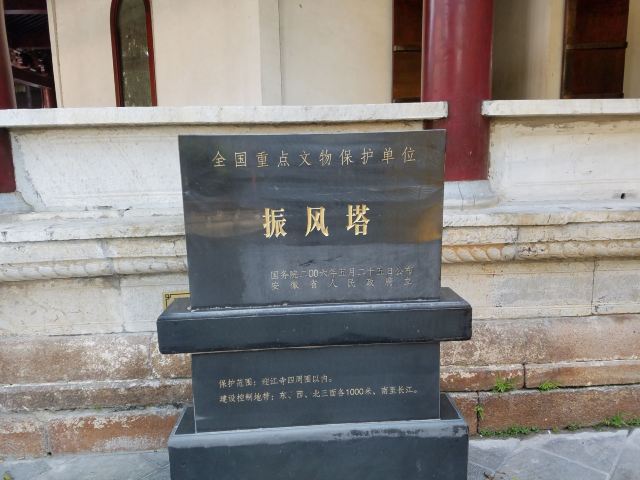 全国重点文物保护单位
振风塔
国务院二〇〇六年五月二十五日公布
安徽省人民政府立
保护范围：迎江寺四周围以内。
建设控制地带：东、西、北三面各1000米、南至长江。